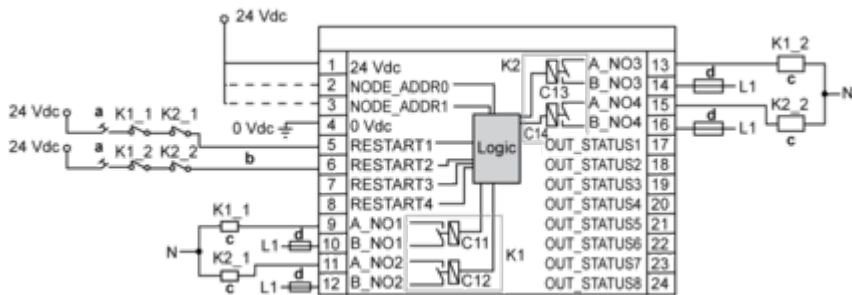 24 Vdc
1 24 Vdc
2 NODE_ADDR0
3 NODE_ADDR1
0 Vdc 4 0 Vdc
24 Vdc a K1_1 K2_1
5 RESTART1
24 Vdc a K1_2 K2_2 b
6 RESTART2
7 RESTART3
8 RESTART4
K1_1 c
9 A_NO1
N L1 d 10 B_NO1
K2_1 c
11 A_NO2
L1 d 12 B_NO2
Logic
K2
C13
C14
C11
C12
K1
A_NO3 13
B_NO3 14
A_NO4 15
B_NO4 16
OUT_STATUS1 17
OUT_STATUS2 18
OUT_STATUS3 19
OUT_STATUS4 20
OUT_STATUS5 21
OUT_STATUS6 22
OUT_STATUS7 23
OUT_STATUS8 24
K1_2
c
d L1
N
K2_2
c
d L1